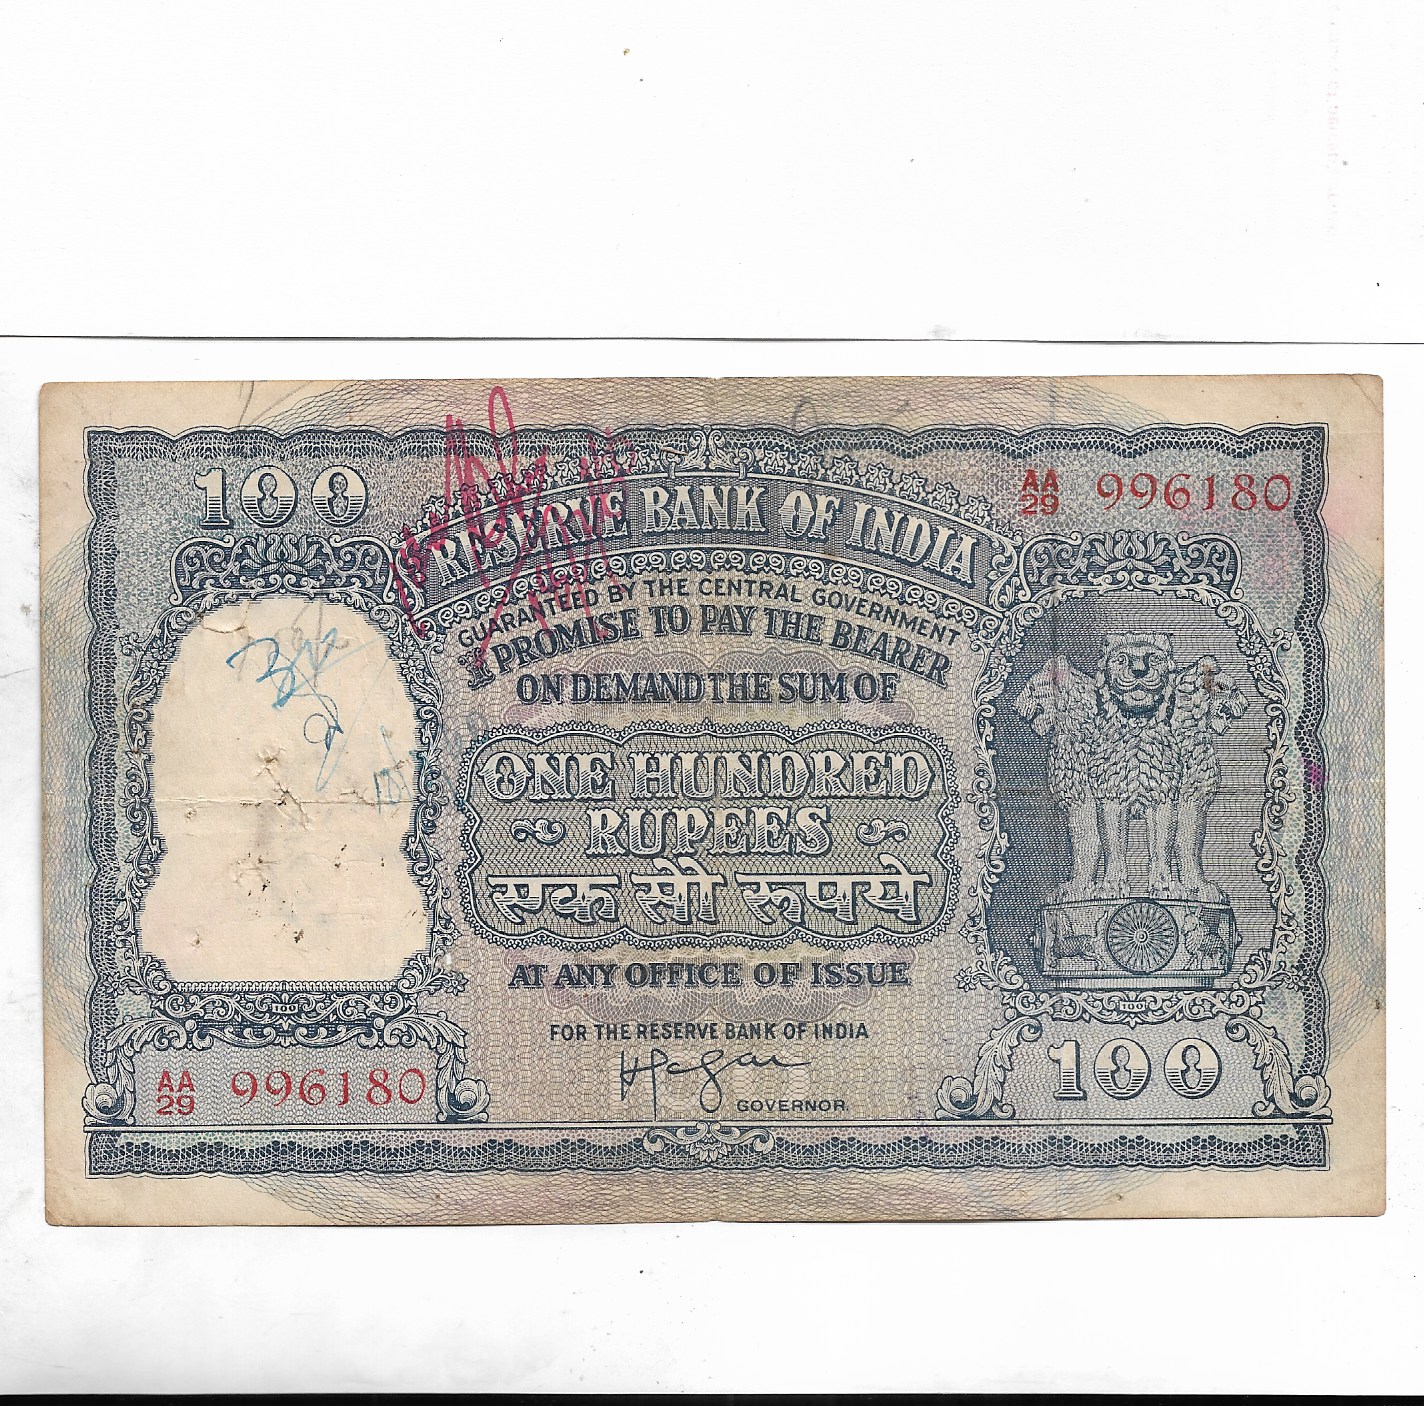 100
AA
29 996180
RESERVE BANK OF INDIA
GUARANTEED BY THE CENTRAL GOVERNMENT
I PROMISE TO PAY THE BEARER
ON DEMAND THE SUM OF
ONE HUNDRED
RUPEES
एक सौ रूपये
AT ANY OFFICE OF ISSUE
FOR THE RESERVE BANK OF INDIA
GOVERNOR.
100
100
AA
29 996180
100